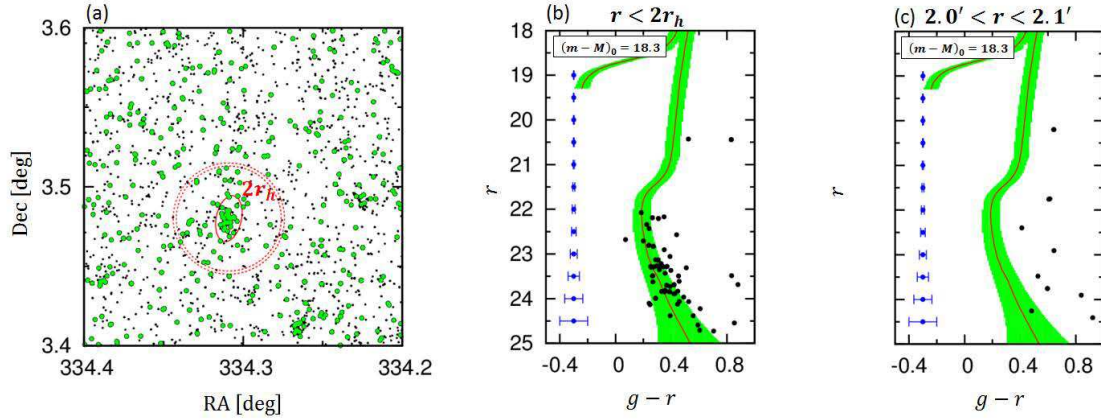 (a)
3.6
3.5
3.4
Dec [deg]
2r_h
334.4
334.3
334.2
RA [deg]
(b)
r < 2r_h
(m − M)_0 = 18.3
18
19
20
21
22
23
24
25
r
0
0.4
0.8
g − r
(c)
2.0′ < r < 2.1′
(m − M)_0 = 18.3
r
-0.8
-0.4
0
0.4
0.8
g − r